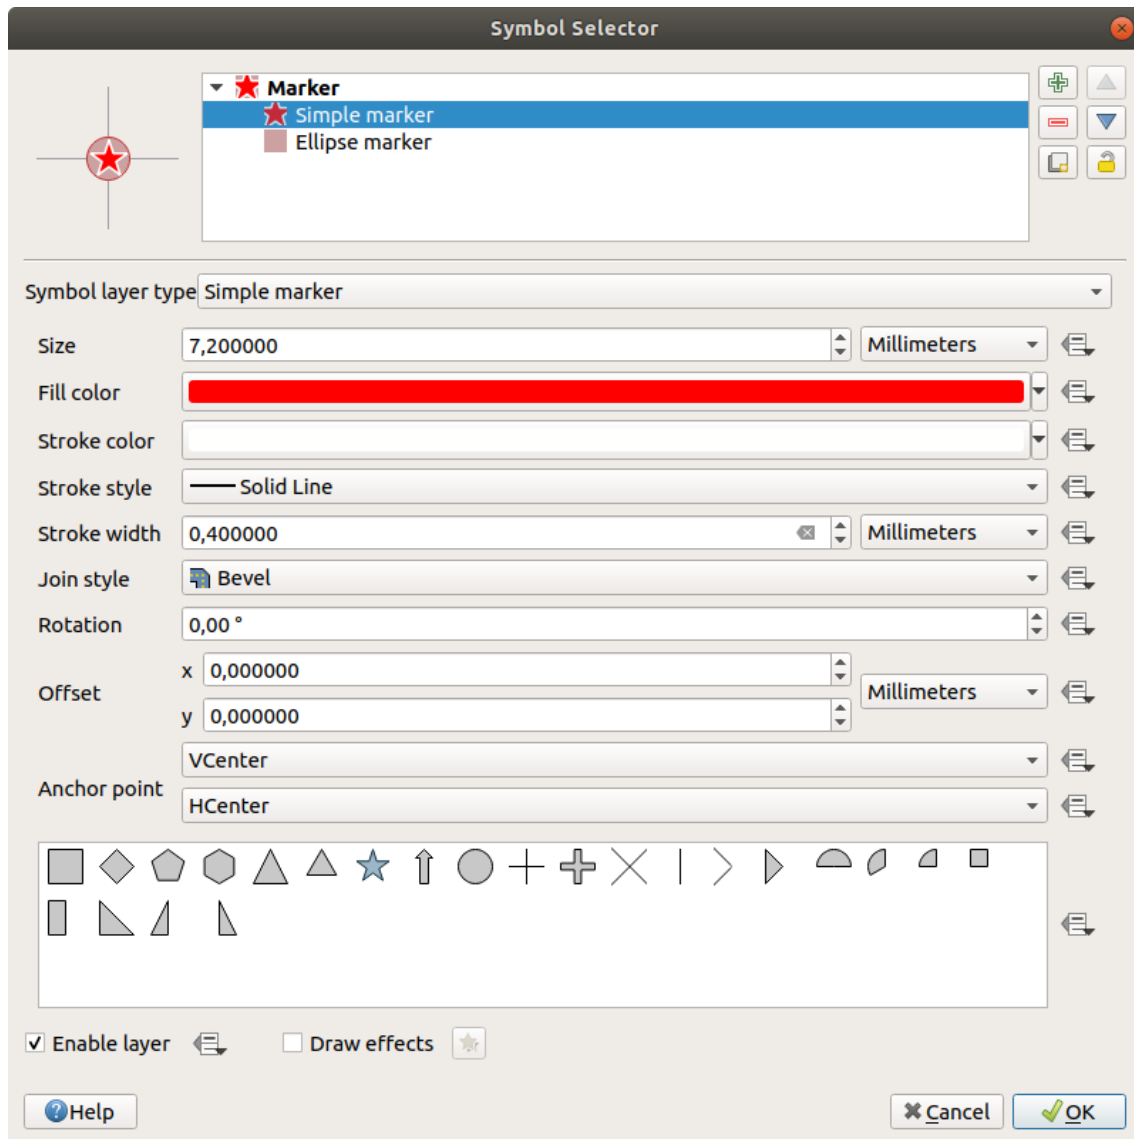 Symbol Selector
Marker
Simple marker
Ellipse marker
Symbol layer type Simple marker
Size 7,200000 Millimeters
Fill color
Stroke color
Stroke style Solid Line
Stroke width 0,400000 Millimeters
Join style Bevel
Rotation 0,00 °
x 0,000000
Offset Millimeters
y 0,000000
VCenter
Anchor point
HCenter
Enable layer Draw effects
Help Cancel OK